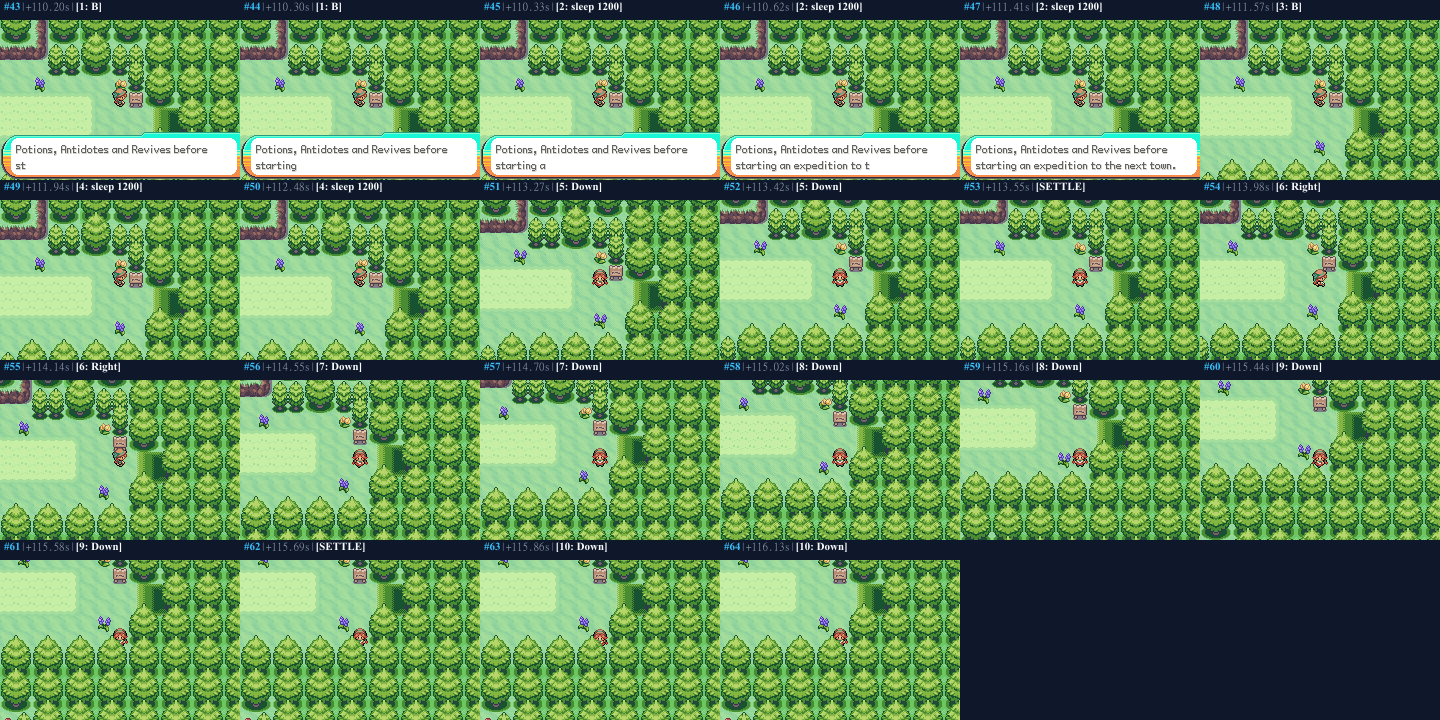 #43|+110.20s|[1: B]
#44|+110.30s|[1: B]
#45|+110.33s|[2: sleep 1200]
#46|+110.62s|[2: sleep 1200]
#47|+111.41s|[2: sleep 1200]
#48|+111.57s|[3: B]
Potions, Antidotes and Revives before
st
Potions, Antidotes and Revives before
starting
Potions, Antidotes and Revives before
starting a
Potions, Antidotes and Revives before
starting an expedition to t
Potions, Antidotes and Revives before
starting an expedition to the next town.
#49|+111.94s|[4: sleep 1200]
#50|+112.48s|[4: sleep 1200]
#51|+113.27s|[5: Down]
#52|+113.42s|[5: Down]
#53|+113.55s|[SETTLE]
#54|+113.98s|[6: Right]
#55|+114.14s|[6: Right]
#56|+114.55s|[7: Down]
#57|+114.70s|[7: Down]
#58|+115.02s|[8: Down]
#59|+115.16s|[8: Down]
#60|+115.44s|[9: Down]
#61|+115.58s|[9: Down]
#62|+115.69s|[SETTLE]
#63|+115.86s|[10: Down]
#64|+116.13s|[10: Down]